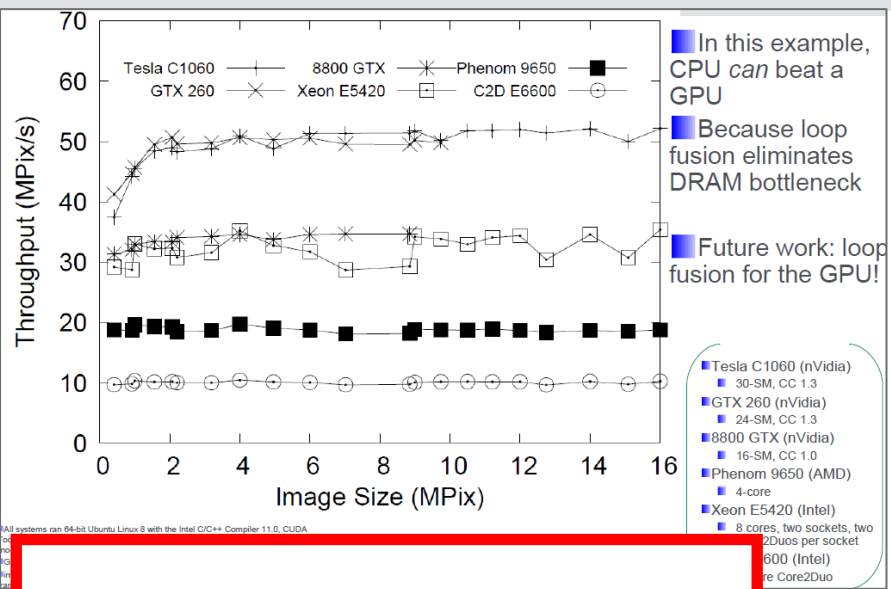 70
60
50
40
30
20
10
0
Throughput (MPix/s)
Tesla C1060
8800 GTX
Phenom 9650
GTX 260
Xeon E5420
C2D E6600
0 2 4 6 8 10 12 14 16
Image Size (MPix)
In this example,
CPU can beat a
GPU
Because loop
fusion eliminates
DRAM bottleneck
Future work: loop
fusion for the GPU!
Tesla C1060 (nVidia)
30-SM, CC 1.3
GTX 260 (nVidia)
24-SM, CC 1.3
8800 GTX (nVidia)
16-SM, CC 1.0
Phenom 9650 (AMD)
4-core
Xeon E5420 (Intel)
8 cores, two sockets, two
2Duos per socket
600 (Intel)
re Core2Duo
All systems ran 64-bit Ubuntu Linux 8 with the Intel C/C++ Compiler 11.0, CUDA